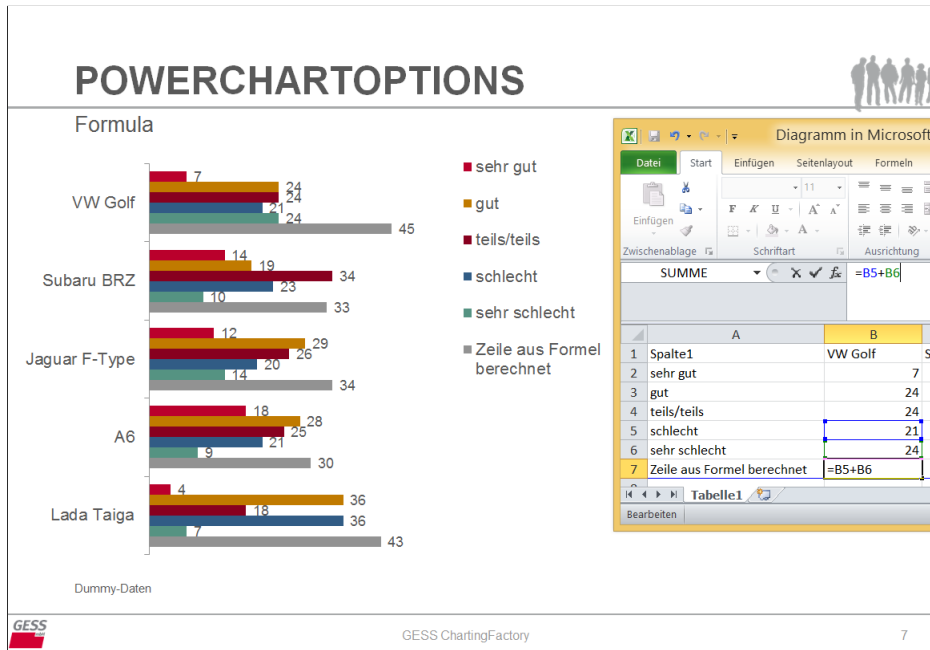 POWERCHARTOPTIONS
Formula
VW Golf
7
24
24
21
24
45
Subaru BRZ
14
19
34
23
10
33
Jaguar F-Type
12
29
26
20
14
34
A6
18
28
25
21
9
30
Lada Taiga
4
36
18
36
7
43
sehr gut
gut
teils/teils
schlecht
sehr schlecht
Zeile aus Formel
berechnet
Dummy-Daten
Diagramm in Microsoft
Datei Start Einfügen Seitenlayout Formeln
Einfügen
F K U A A
11
A
Zwischenablage Schriftart Ausrichtung
SUMME fx =B5+B6
A B
1 Spalte1 VW Golf S
2 sehr gut 7
3 gut 24
4 teils/teils 24
5 schlecht 21
6 sehr schlecht 24
7 Zeile aus Formel berechnet =B5+B6
Tabelle1
Bearbeiten
GESS
GESS ChartingFactory
7